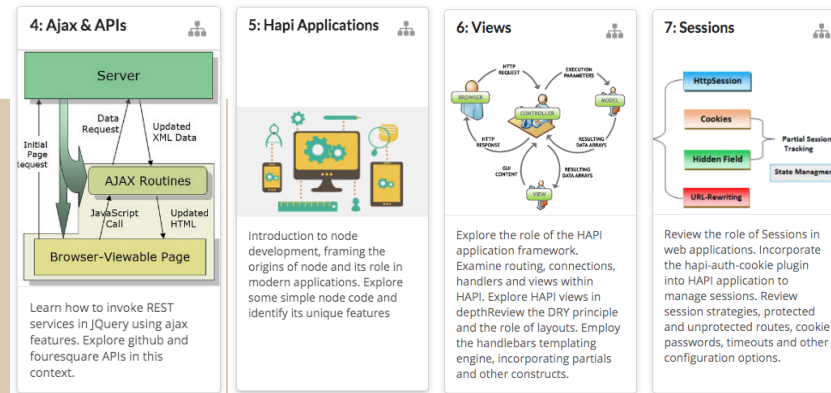 4: Ajax & APIs
Server
Data
Request
Updated
XML Data
Initial
Page
Request
AJAX Routines
JavaScript
Call
Updated
HTML
Browser-Viewable Page
Learn how to invoke REST
services in JQuery using ajax
features. Explore github and
fouresquare APIs in this
context.
5: Hapi Applications
Introduction to node
development, framing the
origins of node and its role in
modern applications. Explore
some simple node code and
identify its unique features
6: Views
HTTP
REQUEST
EXECUTION
PARAMETERS
BROWSER
MODEL
CONTROLLER
HTTP
RESPONSE
RESULTING
DATA ARRAYS
GUI
CONTENT
RESULTING
DATA ARRAYS
VIEW
Explore the role of the HAPI
application framework.
Examine routing, connections,
handlers and views within
HAPI. Explore HAPI views in
depthReview the DRY principle
and the role of layouts. Employ
the handlebars templating
engine, incorporating partials
and other constructs.
7: Sessions
HttpSession
Cookies
Hidden Field
URL-Rewriting
Partial Session
Tracking
State Managmen
Review the role of Sessions in
web applications. Incorporate
the hapi-auth-cookie plugin
into HAPI application to
manage sessions. Review
session strategies, protected
and unprotected routes, cookie
passwords, timeouts and other
configuration options.